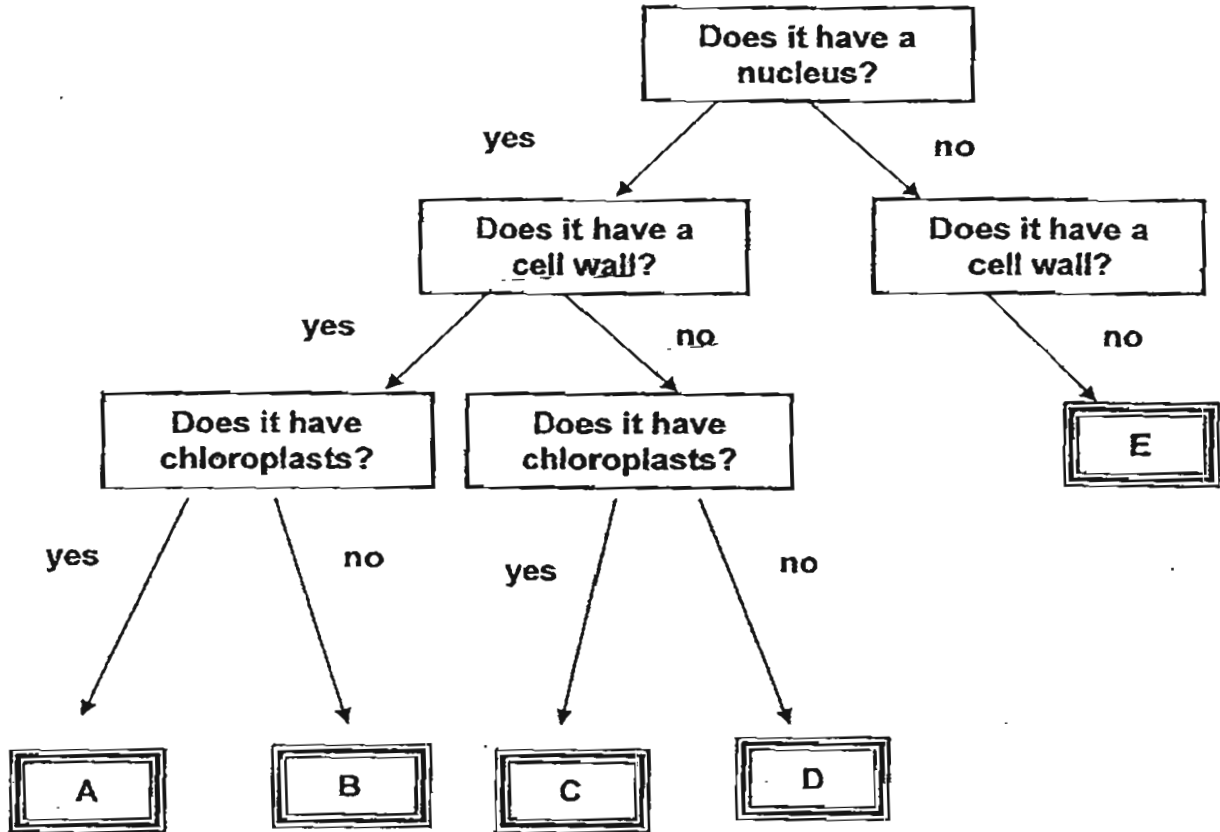 Does it have a
nucleus?
yes
no
Does it have a
cell wall?
Does it have a
cell wall?
yes
no
no
Does it have
chloroplasts?
Does it have
chloroplasts?
E
yes
no
yes
no
A
B
C
D